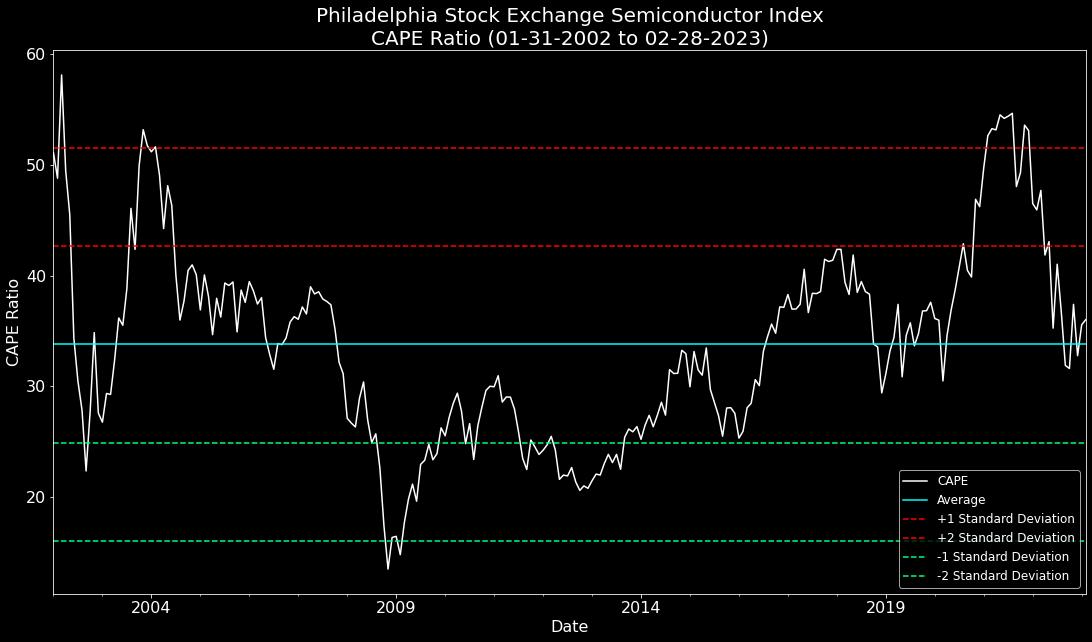 Philadelphia Stock Exchange Semiconductor Index
CAPE Ratio (01-31-2002 to 02-28-2023)
60
50
40
30
20
CAPE Ratio
2004
2009
2014
2019
Date
CAPE
Average
+1 Standard Deviation
+2 Standard Deviation
-1 Standard Deviation
-2 Standard Deviation